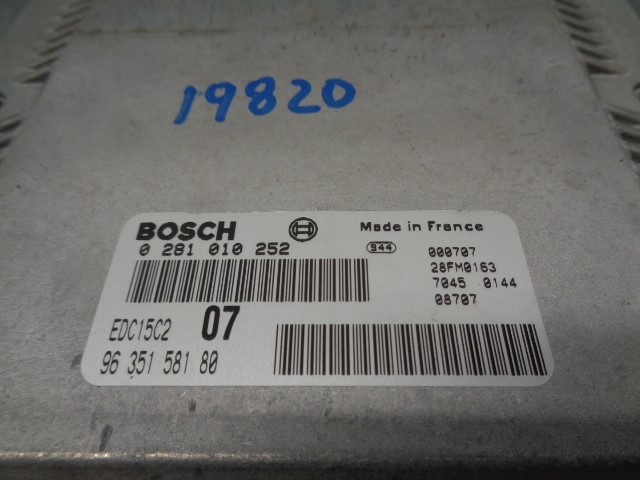 19820
BOSCH Made in France
0 281 010 252 944 000707
28FM0163
7045 0144
08707
EDC15C2 07
96 351 581 80